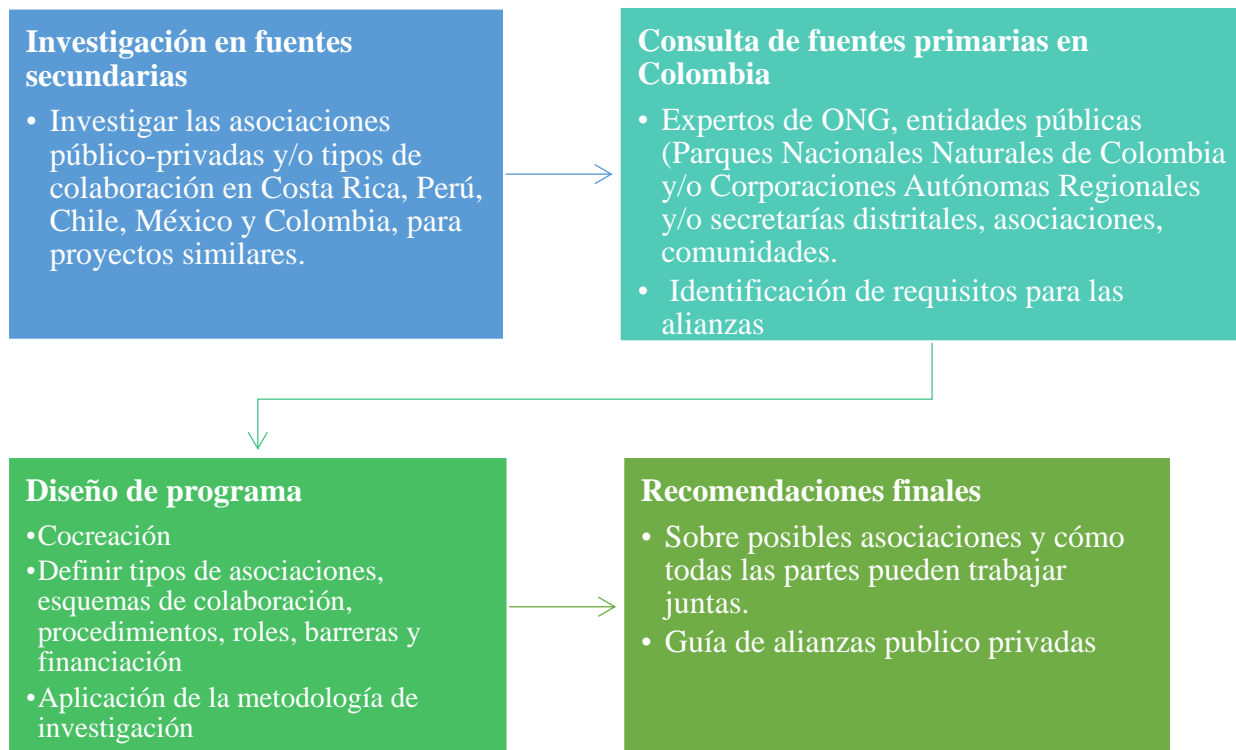 Investigación en fuentes
secundarias
• Investigar las asociaciones
público-privadas y/o tipos de
colaboración en Costa Rica, Perú,
Chile, México y Colombia, para
proyectos similares.
Consulta de fuentes primarias en
Colombia
• Expertos de ONG, entidades públicas
(Parques Nacionales Naturales de Colombia
y/o Corporaciones Autónomas Regionales
y/o secretarías distritales, asociaciones,
comunidades.
• Identificación de requisitos para las
alianzas
Diseño de programa
•Cocreación
•Definir tipos de asociaciones,
esquemas de colaboración,
procedimientos, roles, barreras y
financiación
•Aplicación de la metodología de
investigación
Recomendaciones finales
• Sobre posibles asociaciones y cómo
todas las partes pueden trabajar
juntas.
• Guía de alianzas publico privadas